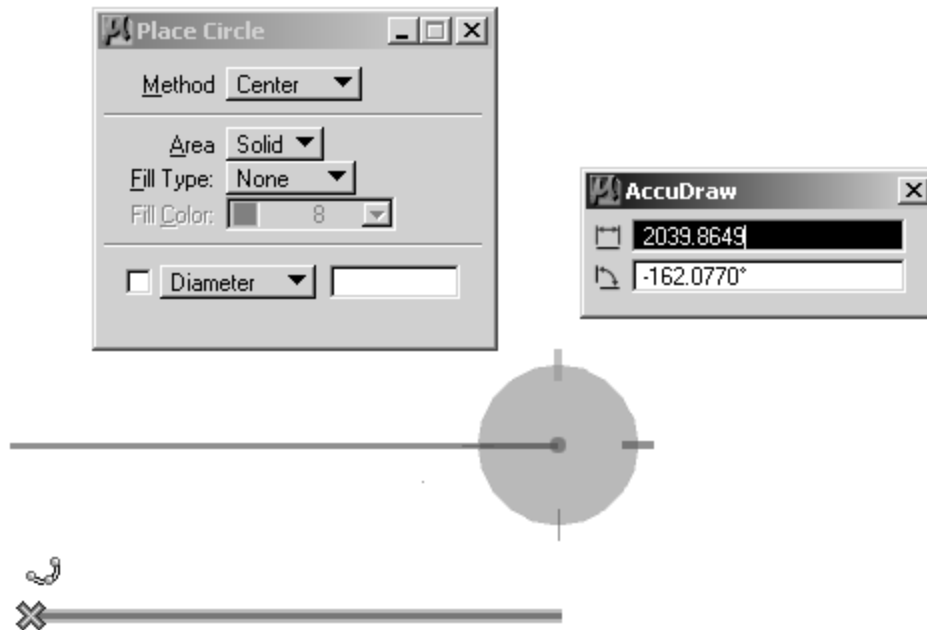 Place Circle
Method Center
Area Solid
Fill Type: None
Fill Color: 8
Diameter
AccuDraw
2039.8649
-162.0770°